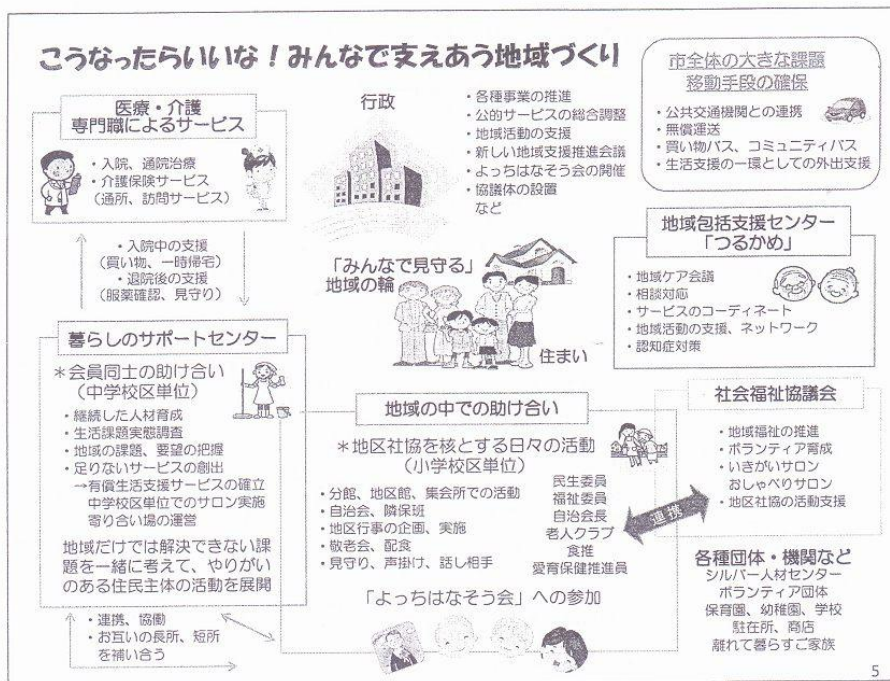 こうなったらいいな！みんなで支えあう地域づくり
医療・介護
専門職によるサービス
・入院、通院治療
・介護保険サービス
（通所、訪問サービス）
・入院中の支援
（買い物、一時帰宅）
・退院後の支援
（服薬確認、見守り）
行政
・各種事業の推進
・公的サービスの総合調整
・地域活動の支援
・新しい地域支援推進会議
・よっちはなそう会の開催
・協議体の設置
など
市全体の大きな課題
移動手段の確保
・公共交通機関との連携
・無償運送
・買い物バス、コミュニティバス
・生活支援の一環としての外出支援
「みんなで見守る」
地域の輪
住まい
地域包括支援センター
「つるかめ」
・地域ケア会議
・相談対応
・サービスのコーディネート
・地域活動の支援、ネットワーク
・認知症対策
暮らしのサポートセンター
＊会員同士の助け合い
（中学校区単位）
・継続した人材育成
・生活課題実態調査
・地域の課題、要望の把握
・足りないサービスの創出
→有償生活支援サービスの確立
中学校区単位でのサロン実施
寄り合い場の運営
地域だけでは解決できない課
題を一緒に考えて、やりがい
のある住民主体の活動を展開
・連携、協働
・お互いの長所、短所
を補い合う
地域の中での助け合い
＊地区社協を核とする日々の活動
（小学校区単位）
・分館、地区館、集会所での活動
・自治会、隣保班
・地区行事の企画、実施
・敬老会、配食
・見守り、声掛け、話し相手
民生委員
福祉委員
自治会長
老人クラブ
食推
愛育保健推進員
「よっちはなそう会」への参加
連携
社会福祉協議会
・地域福祉の推進
・ボランティア育成
・いきがいサロン
おしゃべりサロン
・地区社協の活動支援
各種団体・機関など
シルバー人材センター
ボランティア団体
保育園、幼稚園、学校
駐在所、商店
離れて暮らすご家族
5